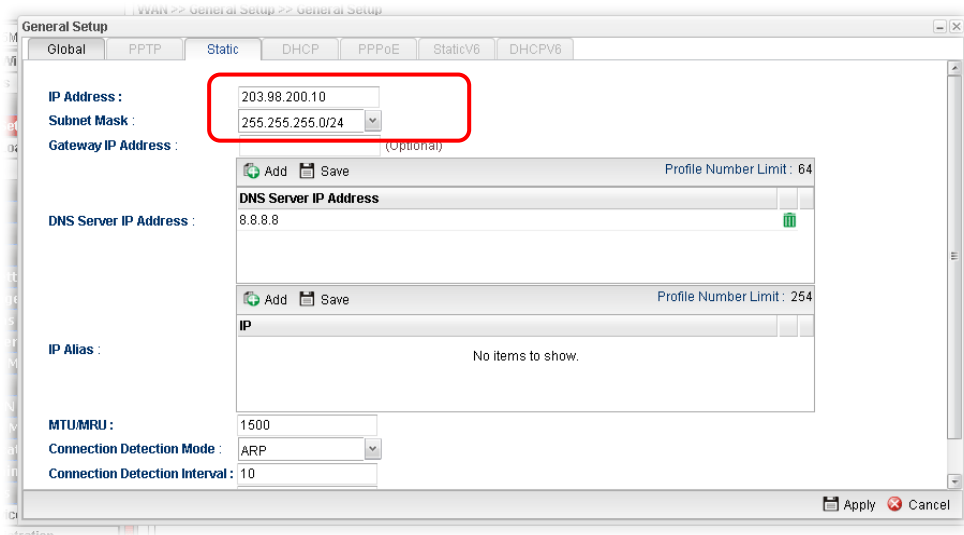 WAN >> General Setup >> General Setup
General Setup
Global PPTP Static DHCP PPPoE StaticV6 DHCPV6
IP Address : 203.98.200.10
Subnet Mask : 255.255.255.0/24
Gateway IP Address : (Optional)
Add Save Profile Number Limit : 64
DNS Server IP Address
DNS Server IP Address : 8.8.8.8
Add Save Profile Number Limit : 254
IP
IP Alias : No items to show.
MTU/MRU : 1500
Connection Detection Mode : ARP
Connection Detection Interval : 10
Apply Cancel